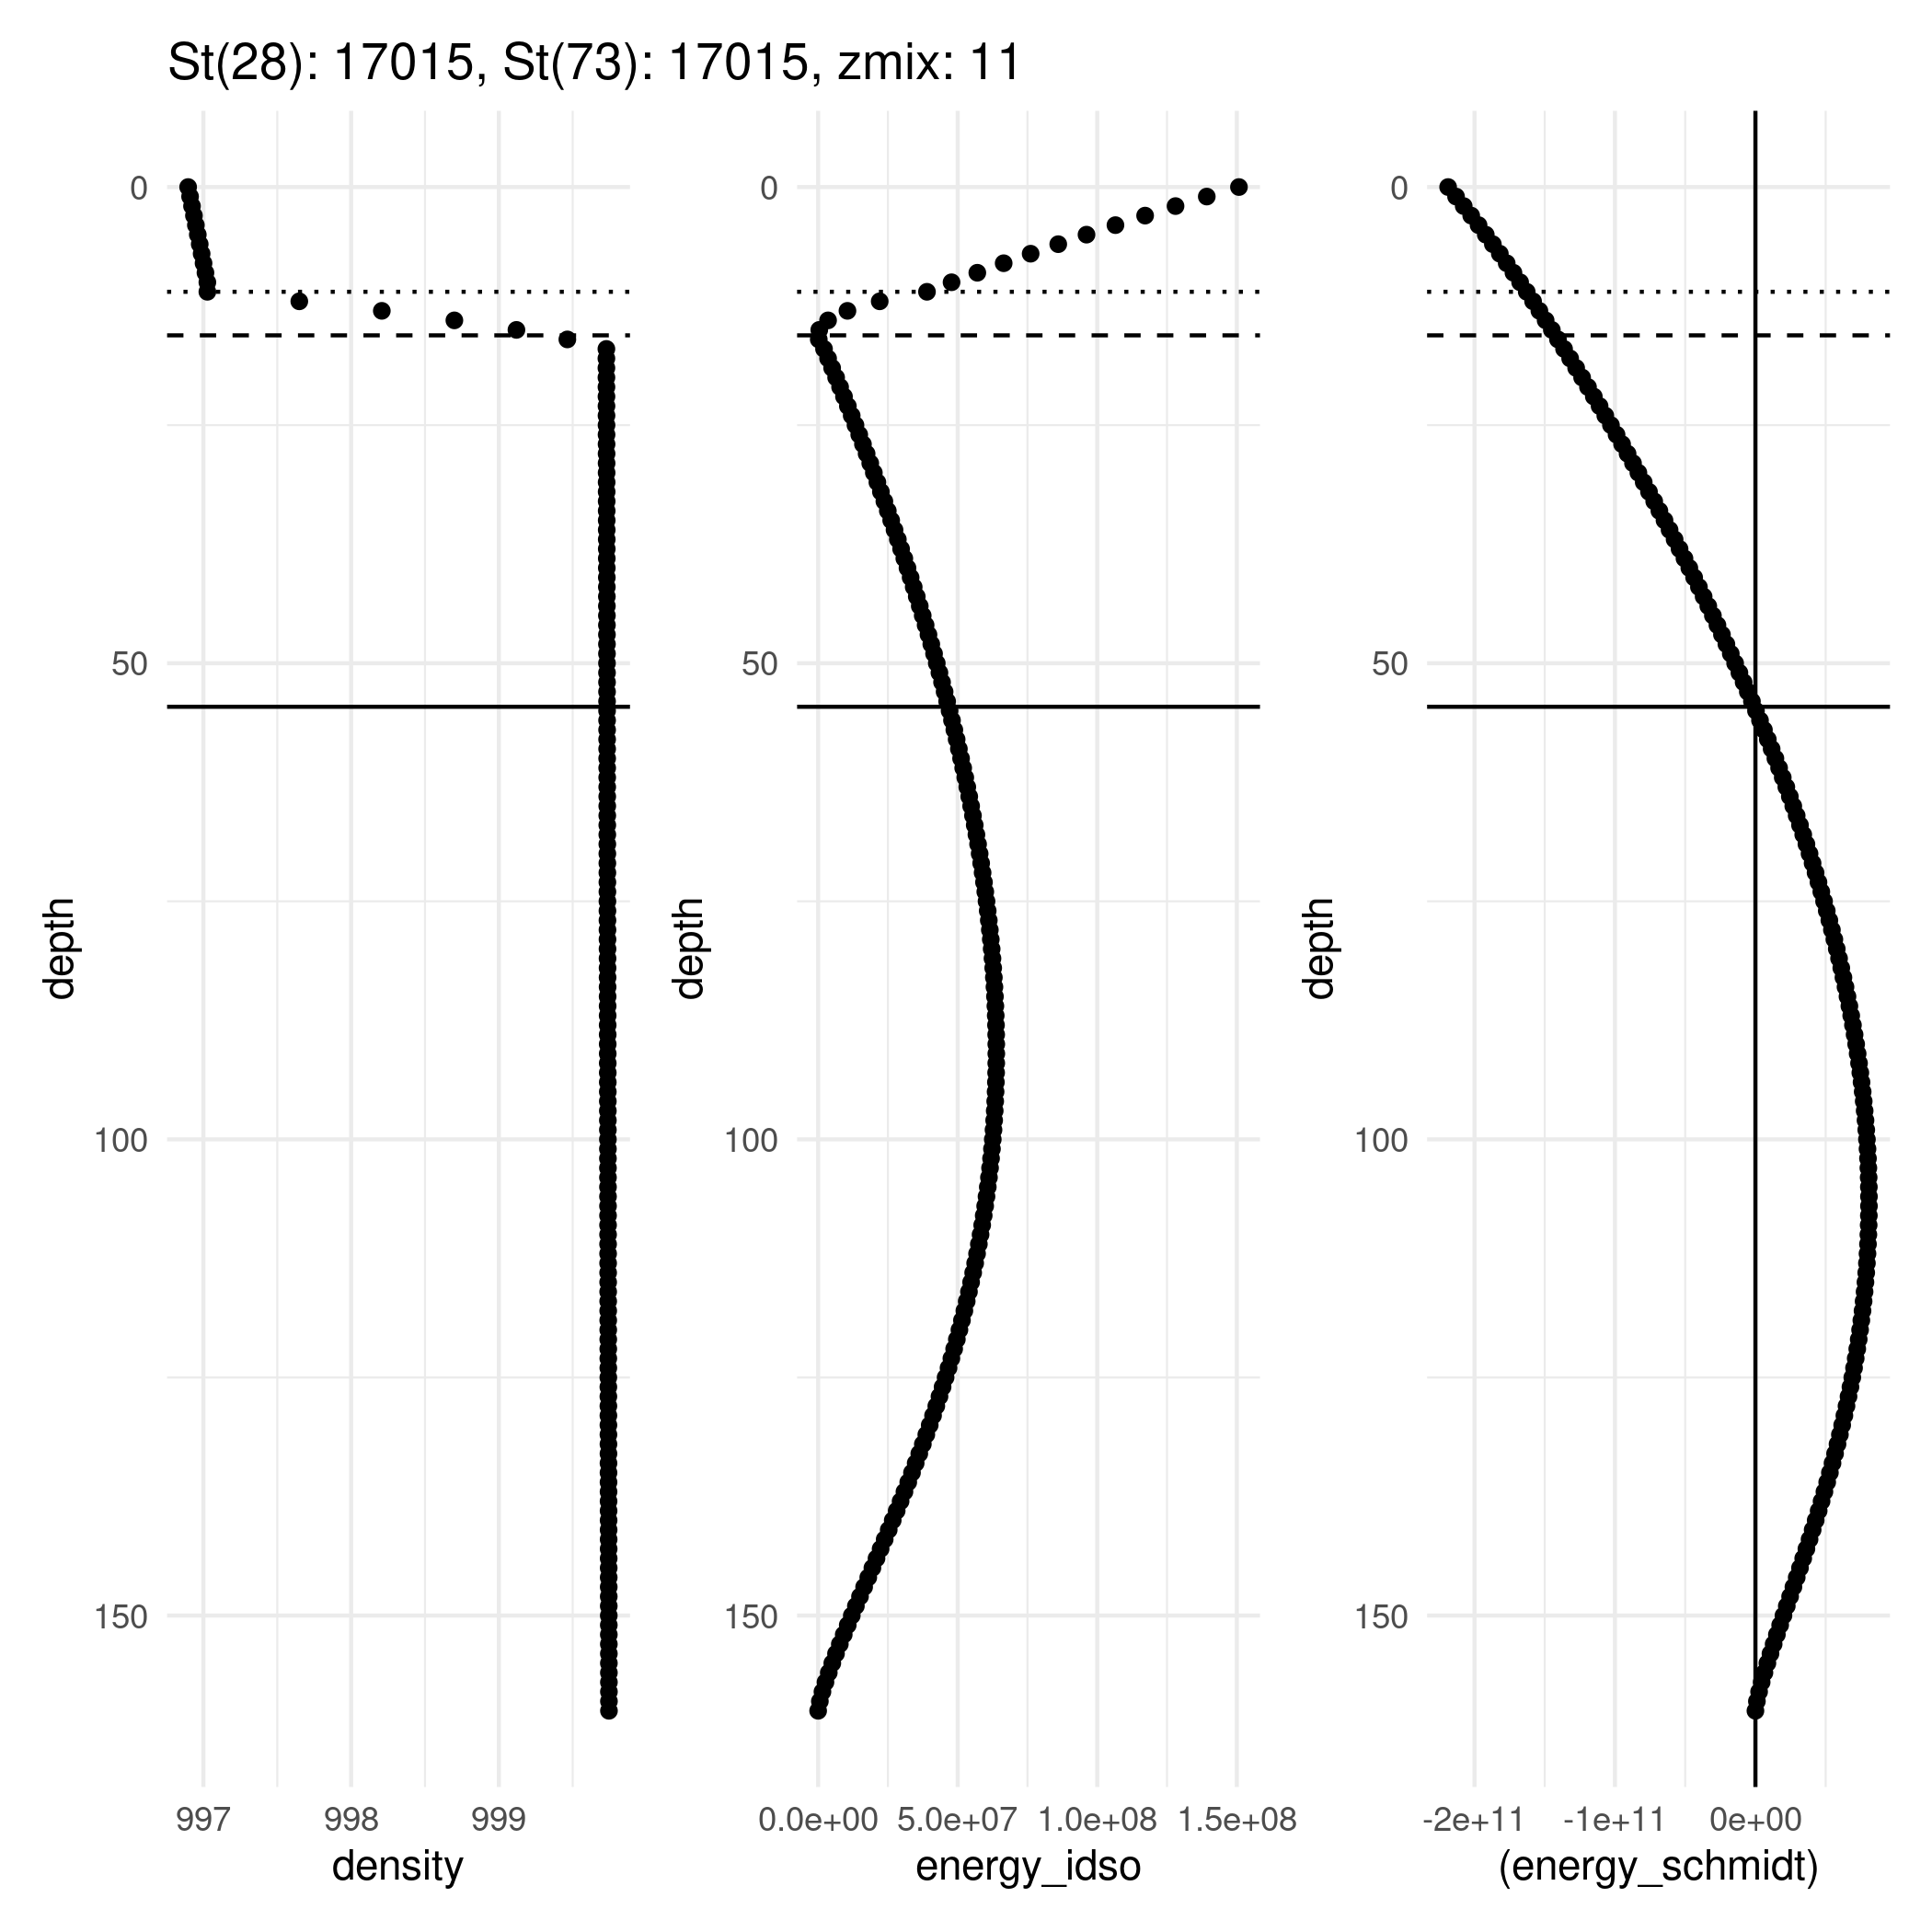 St(28): 17015, St(73): 17015, zmix: 11
0
50
100
150
depth
997 998 999
density
0
50
100
150
depth
0.0e+00 5.0e+07 1.0e+08 1.5e+08
energy_idso
0
50
100
150
depth
-2e+11 -1e+11 0e+00
(energy_schmidt)